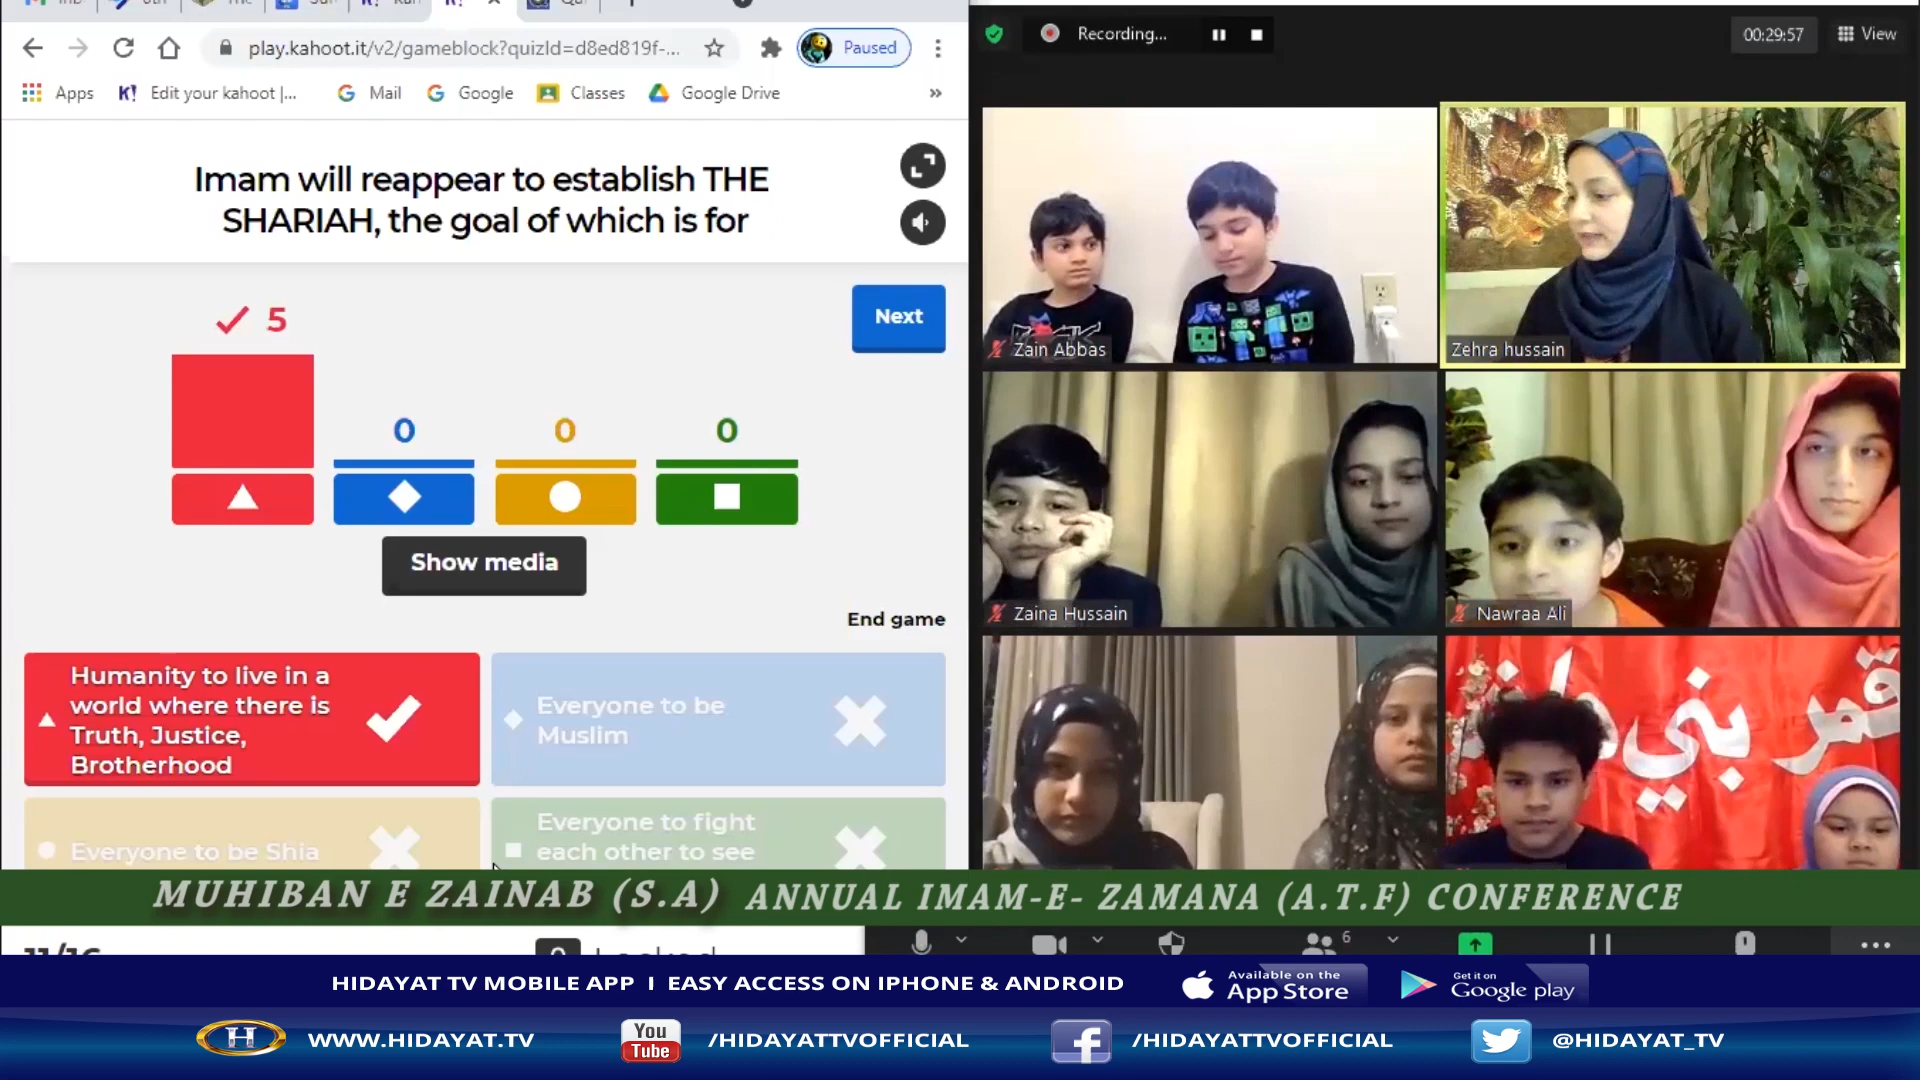 play.kahoot.it/v2/gameblock?quizId=d8ed819f-...
Paused
Apps
K! Edit your kahoot |...
Mail
Google
Classes
Google Drive
»
Imam will reappear to establish THE
SHARIAH, the goal of which is for
5
Next
0
0
0
Show media
End game
Humanity to live in a
world where there is
Truth, Justice,
Brotherhood
Everyone to be
Muslim
Everyone to be Shia
Everyone to fight
each other to see
11/16
Recording...
00:29:57
View
Zain Abbas
Zehra hussain
Zaina Hussain
Nawraa Ali
قمر بني
6
MUHIBAN E ZAINAB (S.A) ANNUAL IMAM-E- ZAMANA (A.T.F) CONFERENCE
HIDAYAT TV MOBILE APP I EASY ACCESS ON IPHONE & ANDROID
Available on the
App Store
Get it on
Google play
H
WWW.HIDAYAT.TV
You
Tube
/HIDAYATTVOFFICIAL
f
/HIDAYATTVOFFICIAL
@HIDAYAT_TV